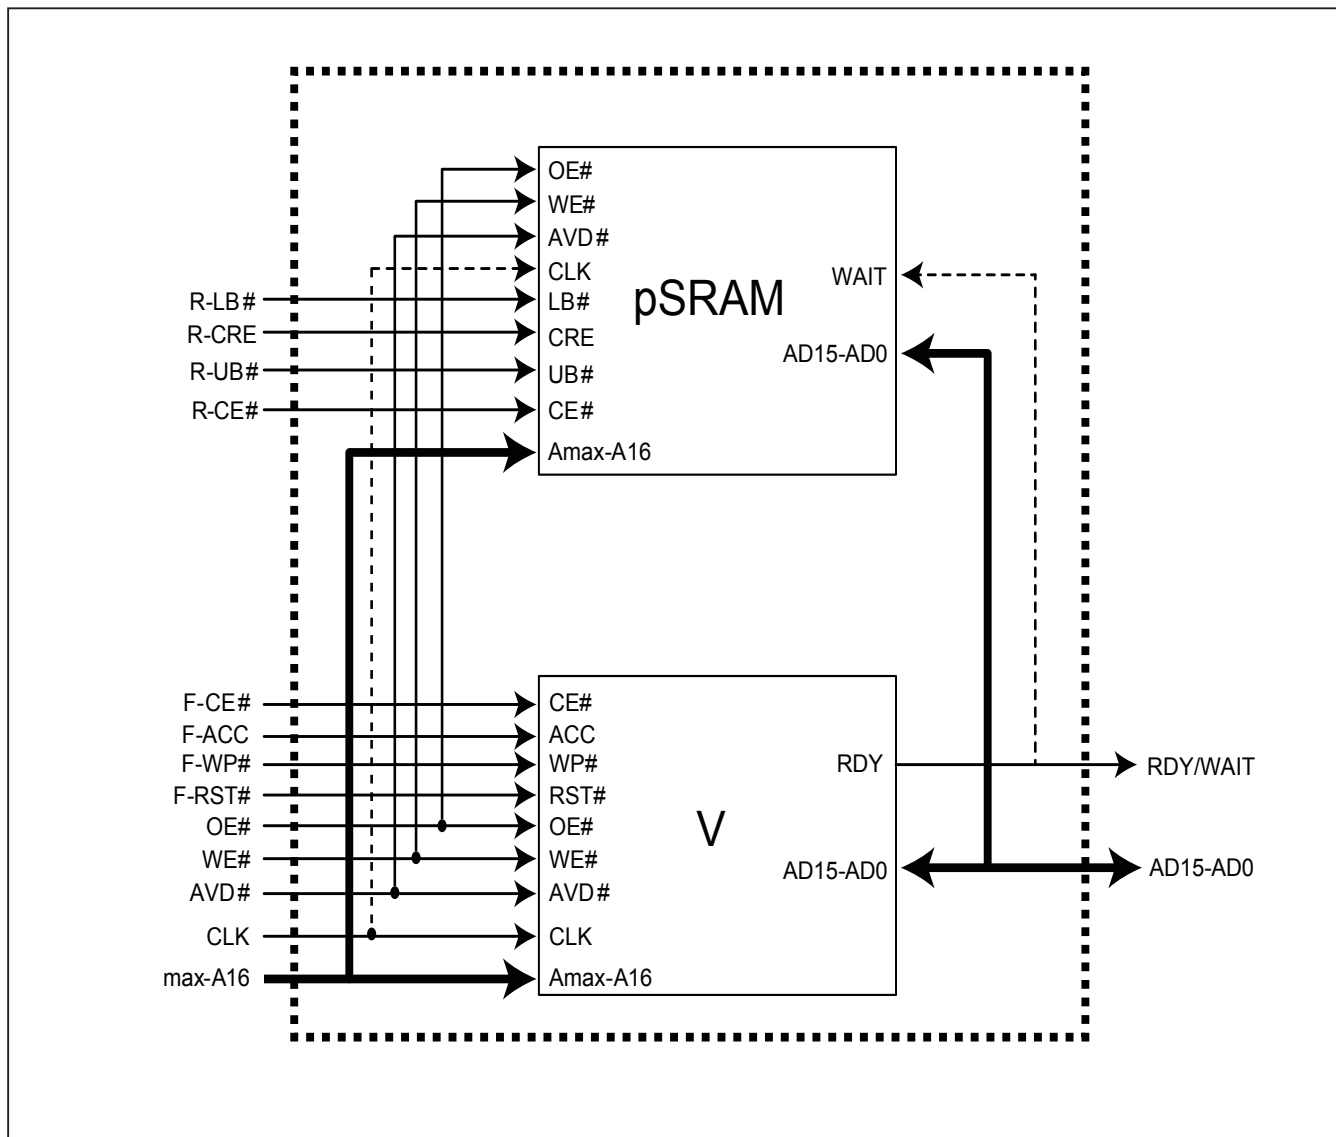 OE#
WE#
AVD#
CLK
R-LB#
LB#
R-CRE
CRE
R-UB#
UB#
R-CE#
CE#
Amax-A16
pSRAM
WAIT
AD15-AD0
F-CE#
CE#
F-ACC
ACC
F-WP#
WP#
F-RST#
RST#
OE#
OE#
WE#
WE#
AVD#
AVD#
CLK
CLK
max-A16
Amax-A16
V
RDY
RDY/WAIT
AD15-AD0
AD15-AD0